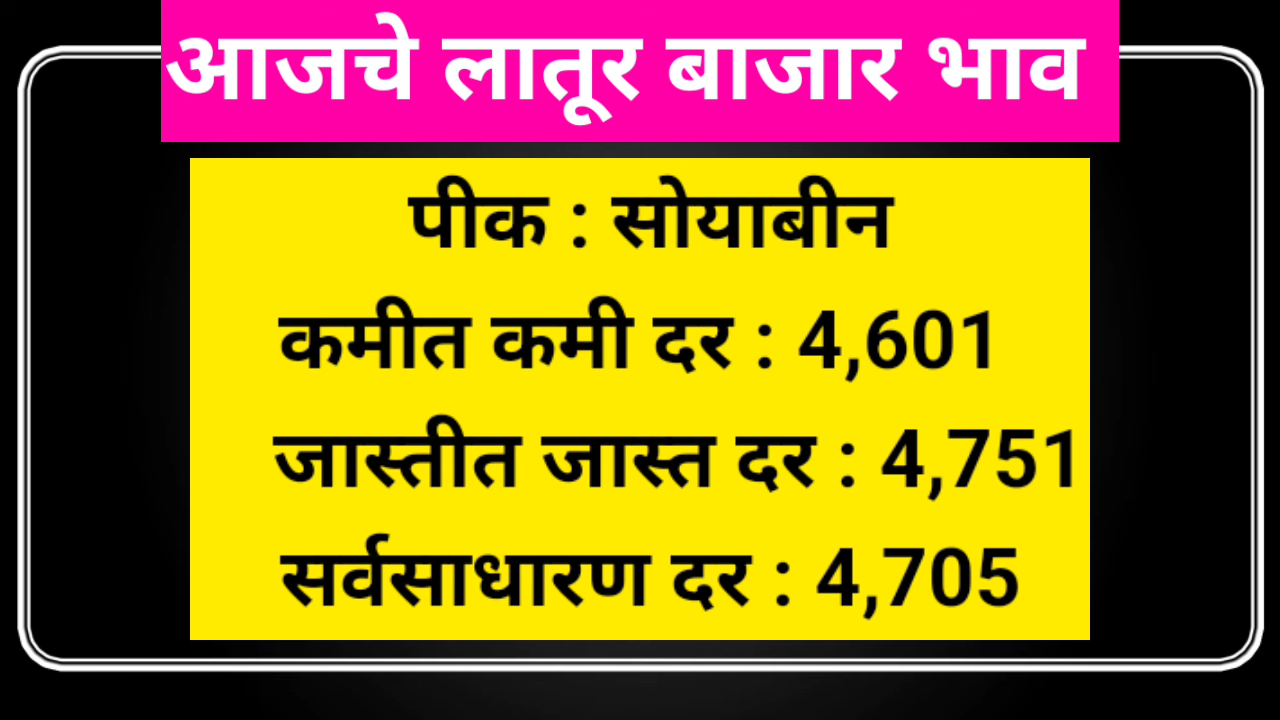 आजचे लातूर बाजार भाव
पीक : सोयाबीन
कमीत कमी दर : 4,601
जास्तीत जास्त दर : 4,751
सर्वसाधारण दर : 4,705